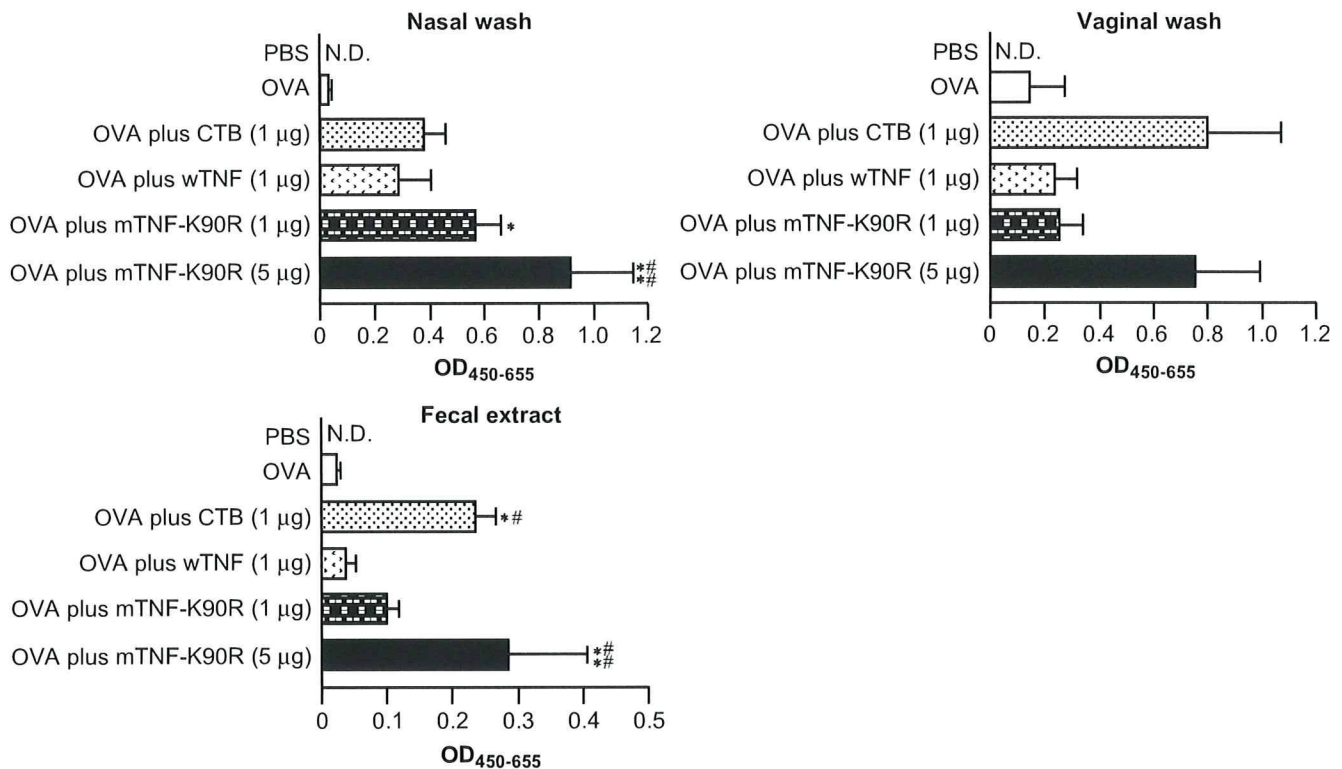 Nasal wash
PBS N.D.
OVA
OVA plus CTB (1 µg)
OVA plus wTNF (1 µg)
OVA plus mTNF-K90R (1 µg) *
OVA plus mTNF-K90R (5 µg) *#
*#
0 0.2 0.4 0.6 0.8 1.0 1.2
OD450-655
Vaginal wash
PBS N.D.
OVA
OVA plus CTB (1 µg)
OVA plus wTNF (1 µg)
OVA plus mTNF-K90R (1 µg)
OVA plus mTNF-K90R (5 µg)
0 0.2 0.4 0.6 0.8 1.0 1.2
OD450-655
Fecal extract
PBS N.D.
OVA
OVA plus CTB (1 µg) *#
OVA plus wTNF (1 µg)
OVA plus mTNF-K90R (1 µg)
OVA plus mTNF-K90R (5 µg) *#
*#
0 0.1 0.2 0.3 0.4 0.5
OD450-655